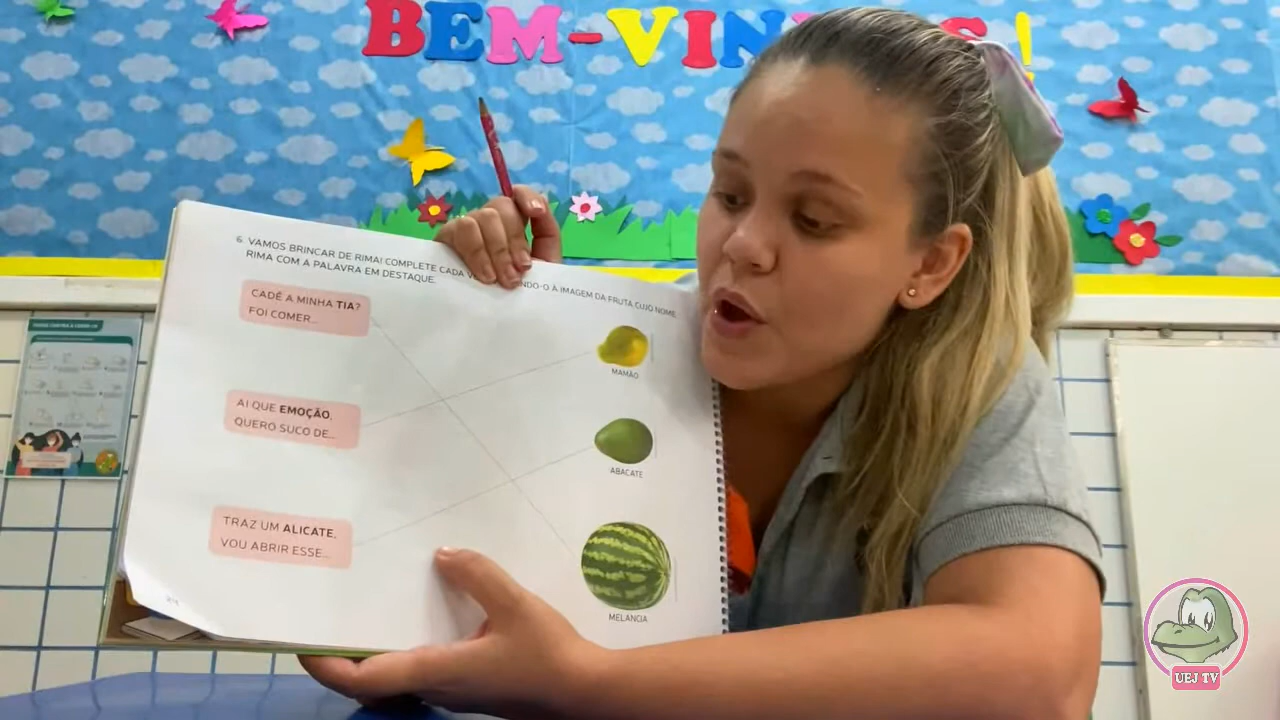 BEM-VIN S!
6. VAMOS BRINCAR DE RIMA! COMPLETE CADA V NDO-O À IMAGEM DA FRUTA CUJO NOME
RIMA COM A PALAVRA EM DESTAQUE.
CADÊ A MINHA TIA?
FOI COMER...
AI QUE EMOÇÃO,
QUERO SUCO DE...
TRAZ UM ALICATE,
VOU ABRIR ESSE...
MAMÃO
ABACATE
MELANCIA
UEJ TV